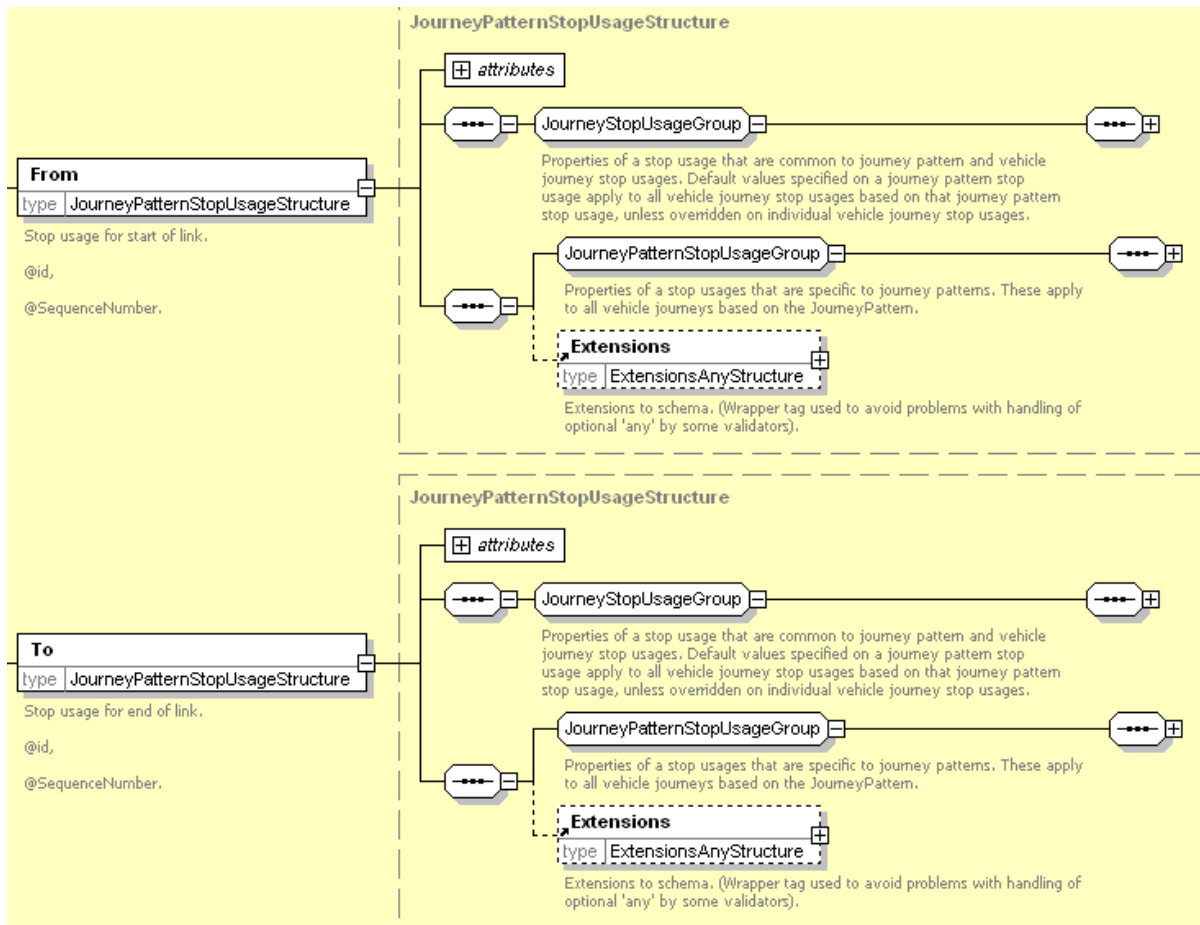 JourneyPatternStopUsageStructure
attributes
JourneyStopUsageGroup
Properties of a stop usage that are common to journey pattern and vehicle
journey stop usages. Default values specified on a journey pattern stop
usage apply to all vehicle journey stop usages based on that journey pattern
stop usage, unless overridden on individual vehicle journey stop usages.
From
type JourneyPatternStopUsageStructure
Stop usage for start of link.
@id,
@SequenceNumber.
JourneyPatternStopUsageGroup
Properties of a stop usages that are specific to journey patterns. These apply
to all vehicle journeys based on the JourneyPattern.
Extensions
type ExtensionsAnyStructure
Extensions to schema. (Wrapper tag used to avoid problems with handling of
optional 'any' by some validators).
JourneyPatternStopUsageStructure
attributes
JourneyStopUsageGroup
Properties of a stop usage that are common to journey pattern and vehicle
journey stop usages. Default values specified on a journey pattern stop
usage apply to all vehicle journey stop usages based on that journey pattern
stop usage, unless overridden on individual vehicle journey stop usages.
To
type JourneyPatternStopUsageStructure
Stop usage for end of link.
@id,
@SequenceNumber.
JourneyPatternStopUsageGroup
Properties of a stop usages that are specific to journey patterns. These apply
to all vehicle journeys based on the JourneyPattern.
Extensions
type ExtensionsAnyStructure
Extensions to schema. (Wrapper tag used to avoid problems with handling of
optional 'any' by some validators).